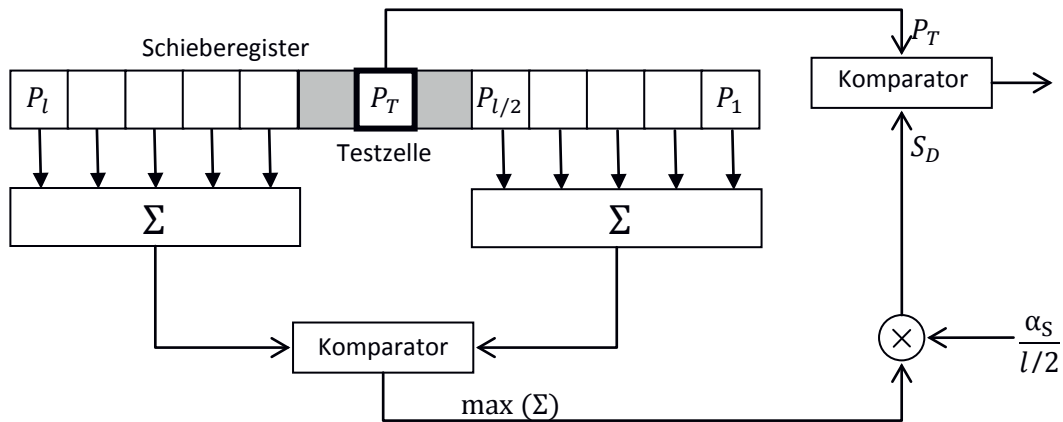 P_T
Schieberegister
Komparator
P_l P_T P_{l/2} P_1
Testzelle
S_D
Σ Σ
α_S
l/2
×
Komparator
max (Σ)